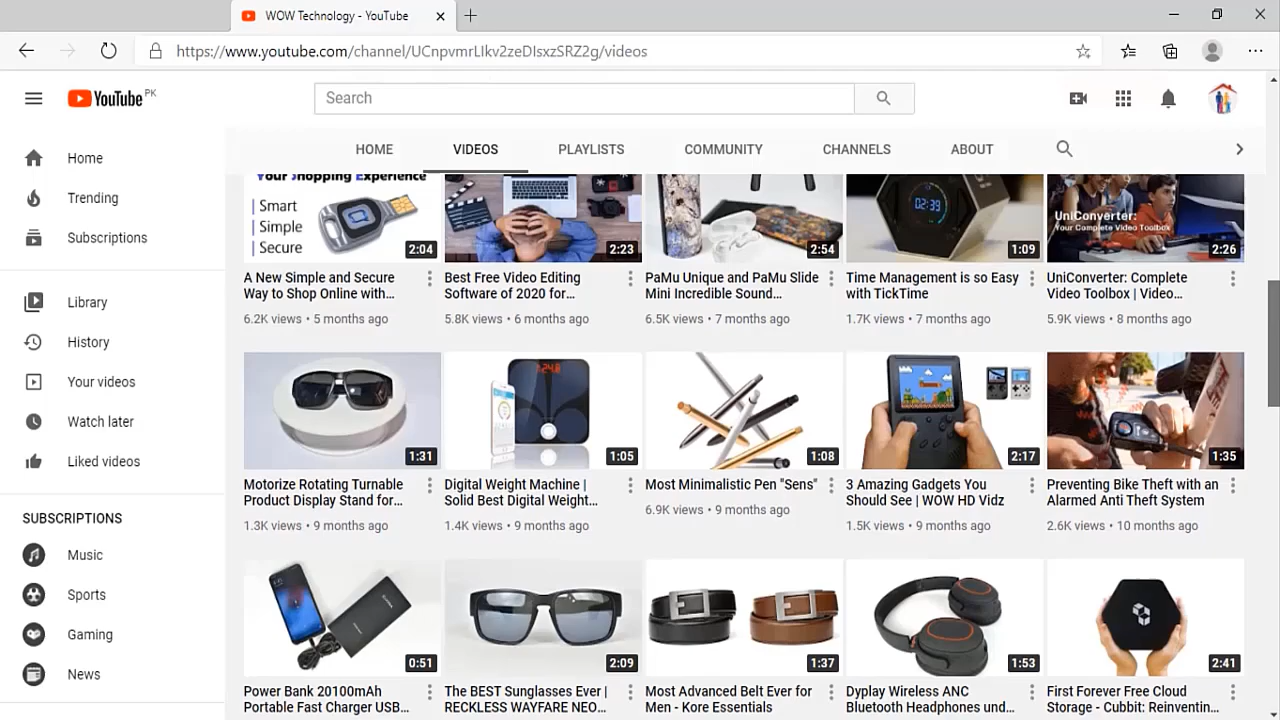 WOW Technology - YouTube
https://www.youtube.com/channel/UCnpvmrLIkv2zeDIsxzSRZ2g/videos
YouTube PK
Search
HOME
VIDEOS
PLAYLISTS
COMMUNITY
CHANNELS
ABOUT
Home
Trending
Subscriptions
Library
History
Your videos
Watch later
Liked videos
SUBSCRIPTIONS
Music
Sports
Gaming
News
Your Shopping Experience
Smart
Simple
Secure
2:04
2:23
2:54
02:39
1:09
UniConverter:
Your Complete Video Toolbox
2:26
A New Simple and Secure
Way to Shop Online with...
6.2K views • 5 months ago
Best Free Video Editing
Software of 2020 for...
5.8K views • 6 months ago
PaMu Unique and PaMu Slide
Mini Incredible Sound...
6.5K views • 7 months ago
Time Management is so Easy
with TickTime
1.7K views • 7 months ago
UniConverter: Complete
Video Toolbox | Video...
5.9K views • 8 months ago
1:31
1:05
1:08
2:17
1:35
Motorize Rotating Turnable
Product Display Stand for...
1.3K views • 9 months ago
Digital Weight Machine |
Solid Best Digital Weight...
1.4K views • 9 months ago
Most Minimalistic Pen "Sens"
6.9K views • 9 months ago
3 Amazing Gadgets You
Should See | WOW HD Vidz
1.5K views • 9 months ago
Preventing Bike Theft with an
Alarmed Anti Theft System
2.6K views • 10 months ago
0:51
2:09
1:37
1:53
2:41
Power Bank 20100mAh
Portable Fast Charger USB...
The BEST Sunglasses Ever |
RECKLESS WAYFARE NEO...
Most Advanced Belt Ever for
Men - Kore Essentials
Dyplay Wireless ANC
Bluetooth Headphones und...
First Forever Free Cloud
Storage - Cubbit: Reinventin...